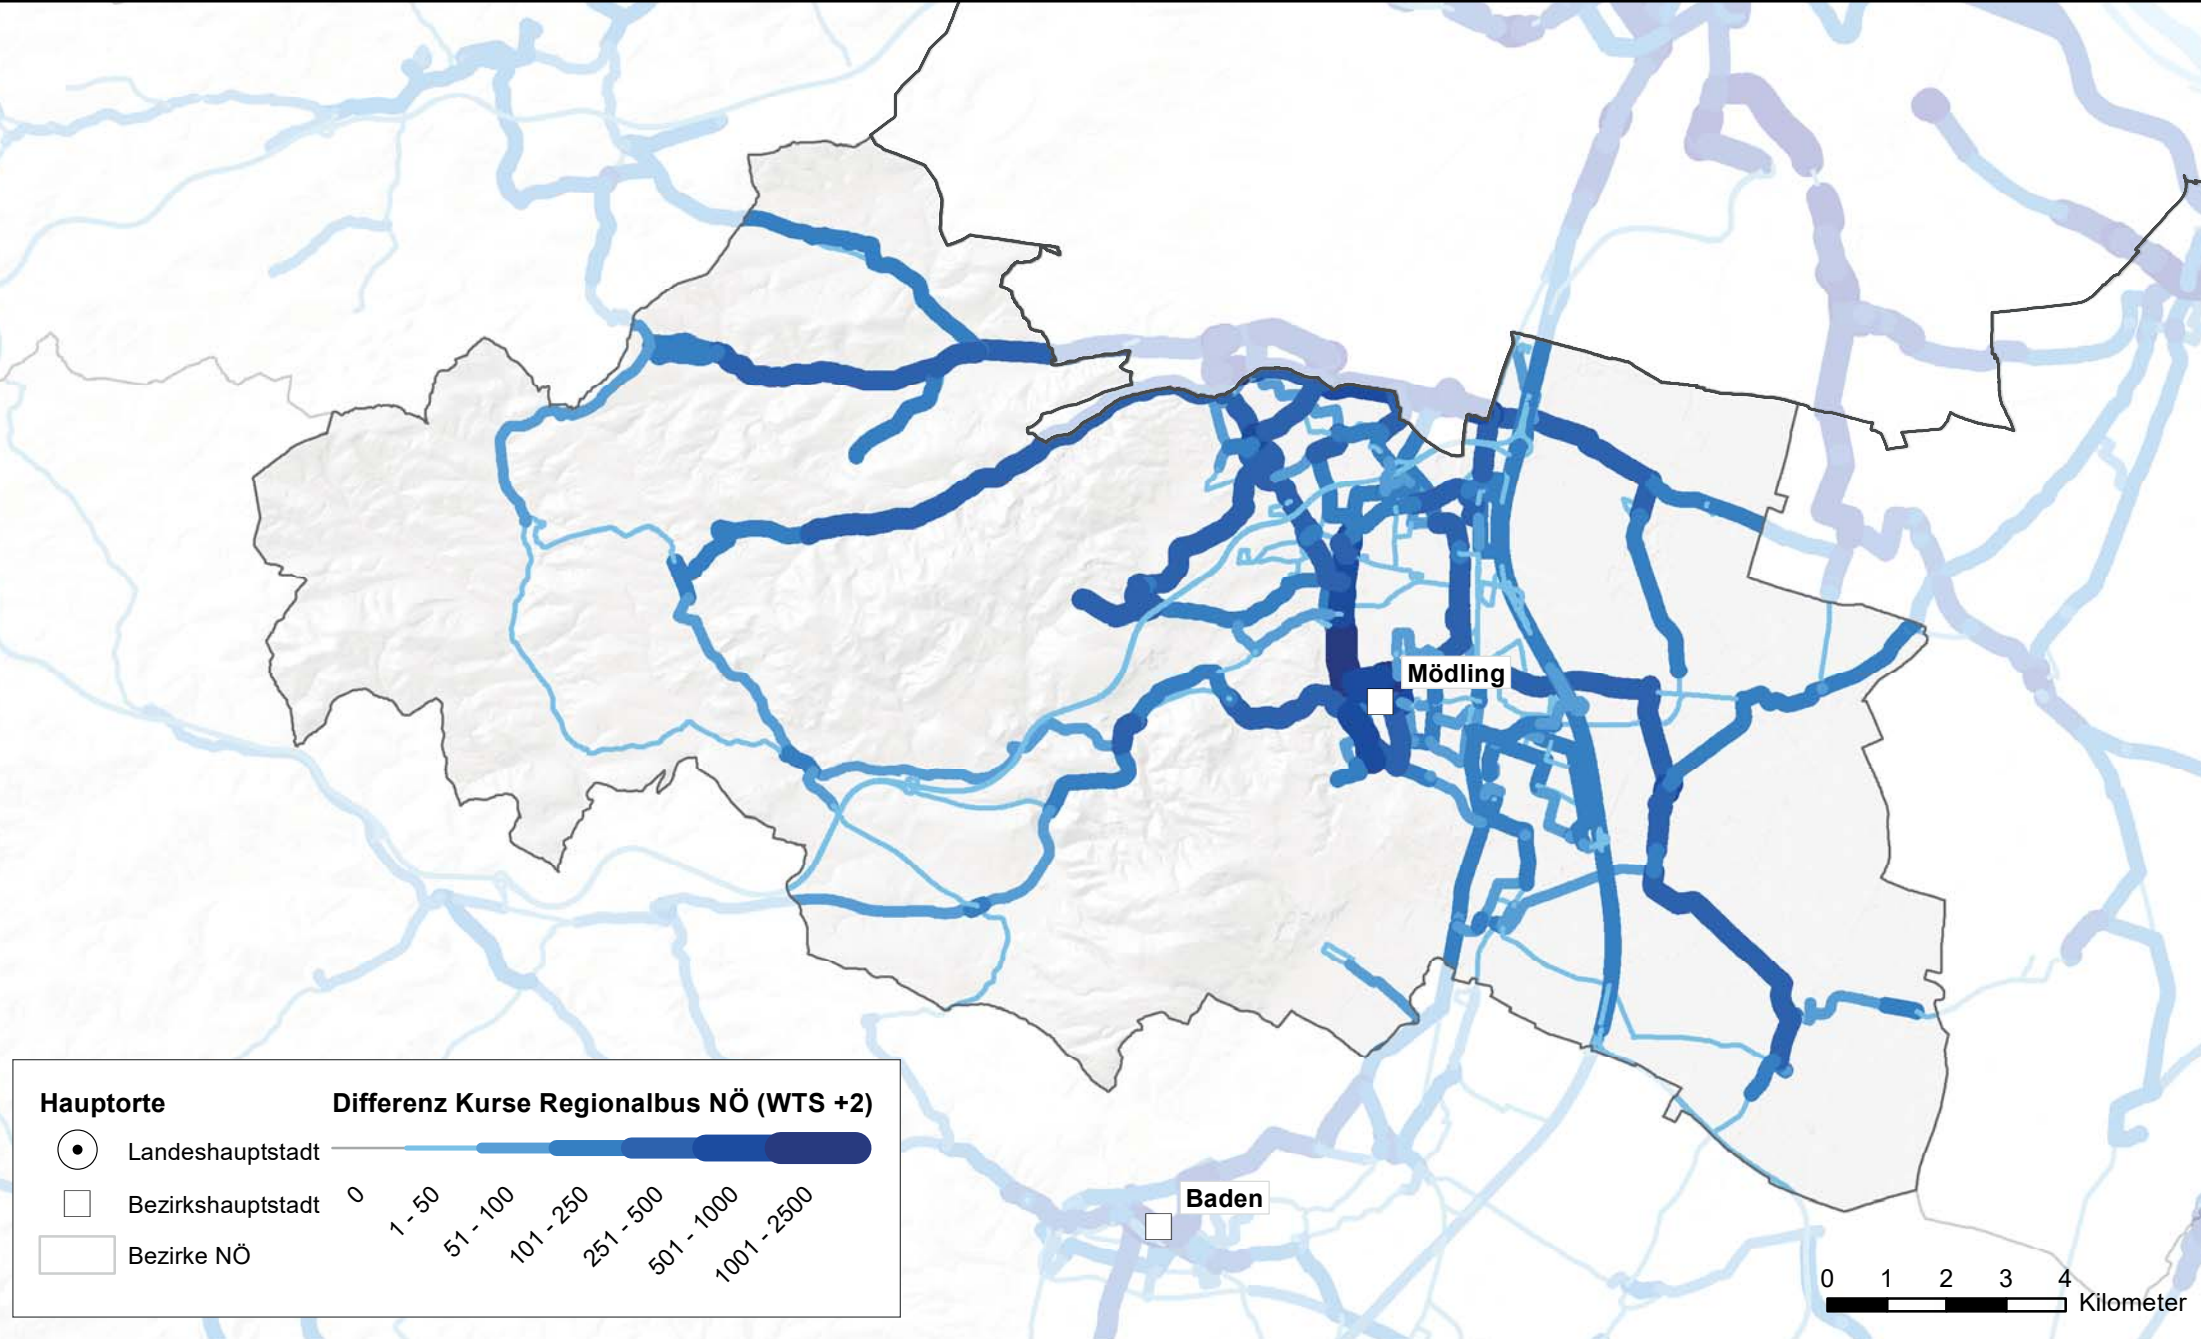 Mödling
Hauptorte
Differenz Kurse Regionalbus NÖ (WTS +2)
Landeshauptstadt
Bezirkshauptstadt
Bezirke NÖ
0
1 - 50
51 - 100
101 - 250
251 - 500
501 - 1000
1001 - 2500
Baden
0 1 2 3 4
Kilometer